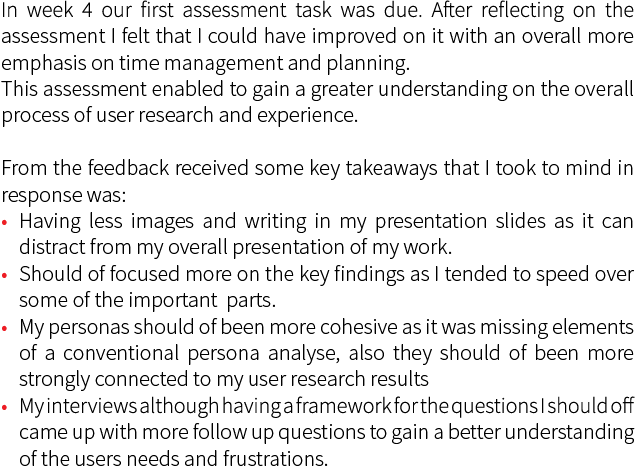 In week 4 our first assessment task was due. After reflecting on the
assessment I felt that I could have improved on it with an overall more
emphasis on time management and planning.
This assessment enabled to gain a greater understanding on the overall
process of user research and experience.

From the feedback received some key takeaways that I took to mind in
response was:
• Having less images and writing in my presentation slides as it can
distract from my overall presentation of my work.
• Should of focused more on the key findings as I tended to speed over
some of the important  parts.
• My personas should of been more cohesive as it was missing elements
of a conventional persona analyse, also they should of been more
strongly connected to my user research results
• My interviews although having a framework for the questions I should off
came up with more follow up questions to gain a better understanding
of the users needs and frustrations.